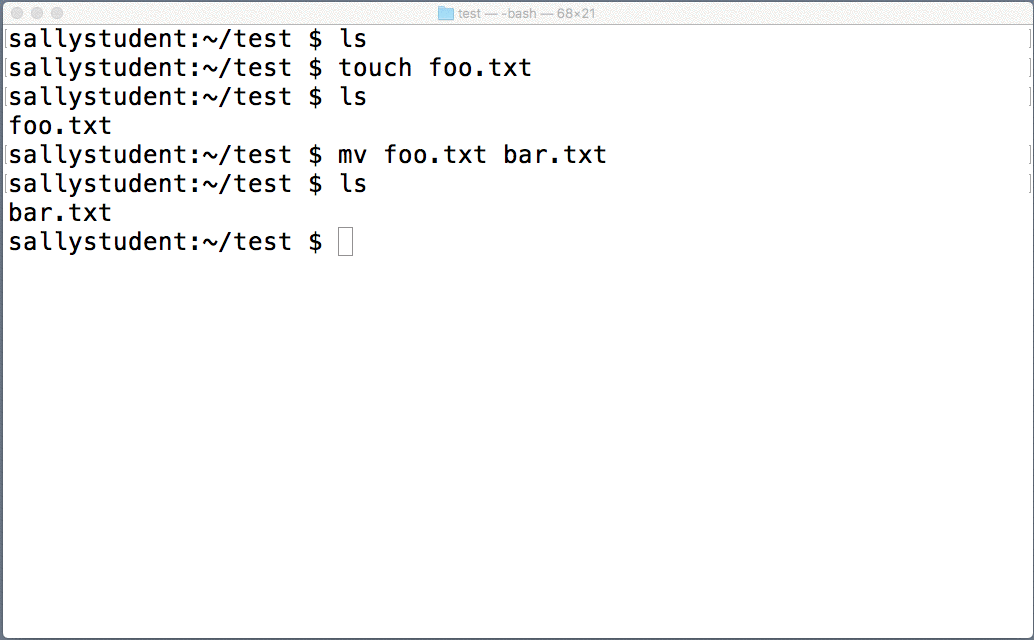 test — -bash — 68×21
sallystudent:~/test $ ls
sallystudent:~/test $ touch foo.txt
sallystudent:~/test $ ls
foo.txt
sallystudent:~/test $ mv foo.txt bar.txt
sallystudent:~/test $ ls
bar.txt
sallystudent:~/test $